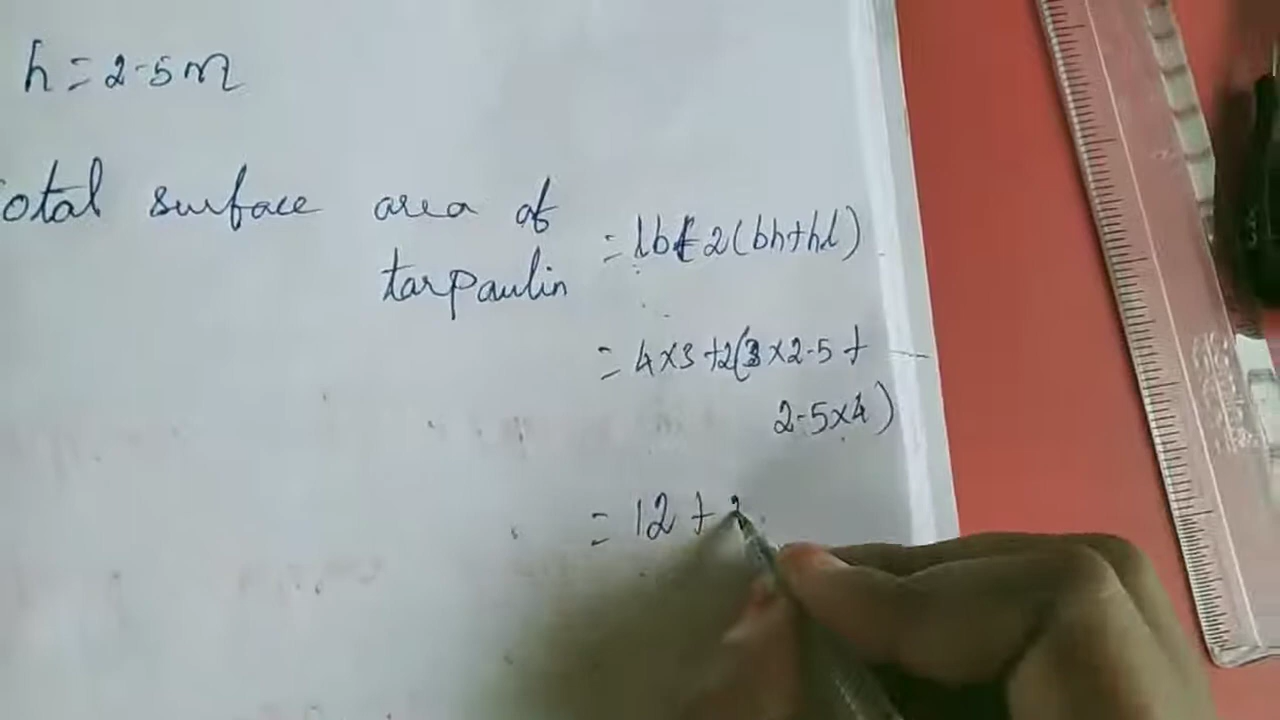 h = 2.5m
otal surface area of
tarpaulin
= lb + 2(bh+hl)
= 4×3 +2(3×2.5 +
2.5×4)
= 12 +